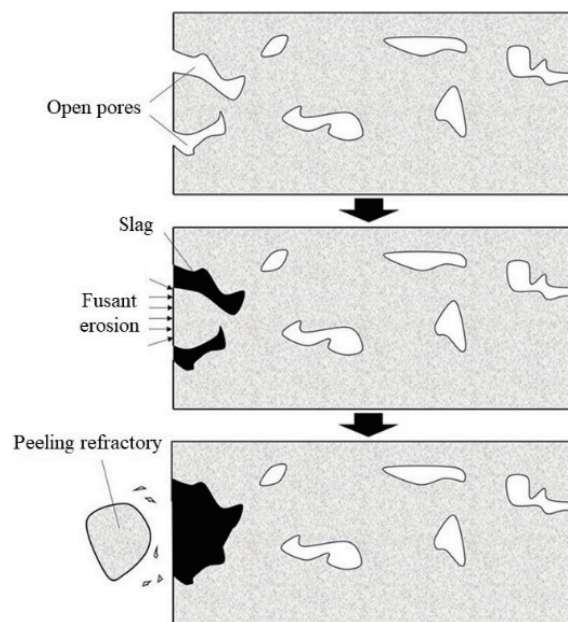 Open pores
Slag
Fusant
erosion
Peeling refractory